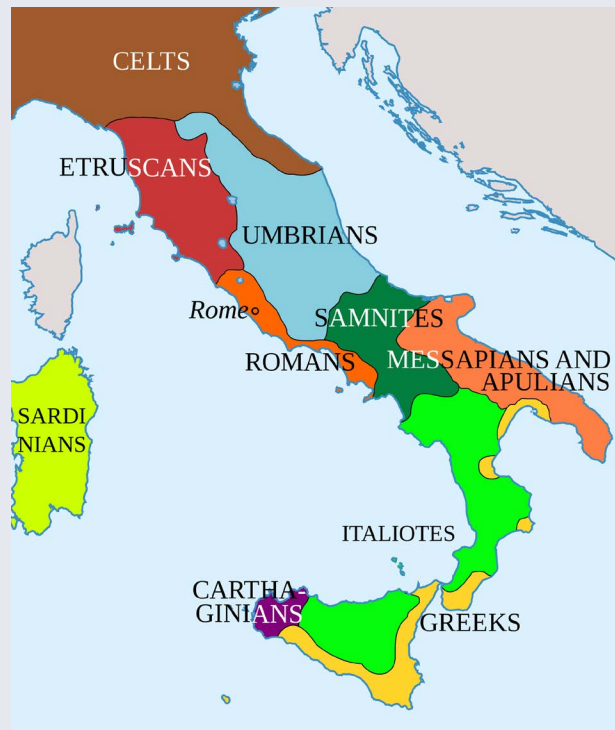 CELTS
ETRUSCANS
UMBRIANS
Rome
SAMNITES
ROMANS
MESSAPIANS AND
APULIANS
SARDI
NIANS
ITALIOTES
CARTHA-
GINIANS
GREEKS